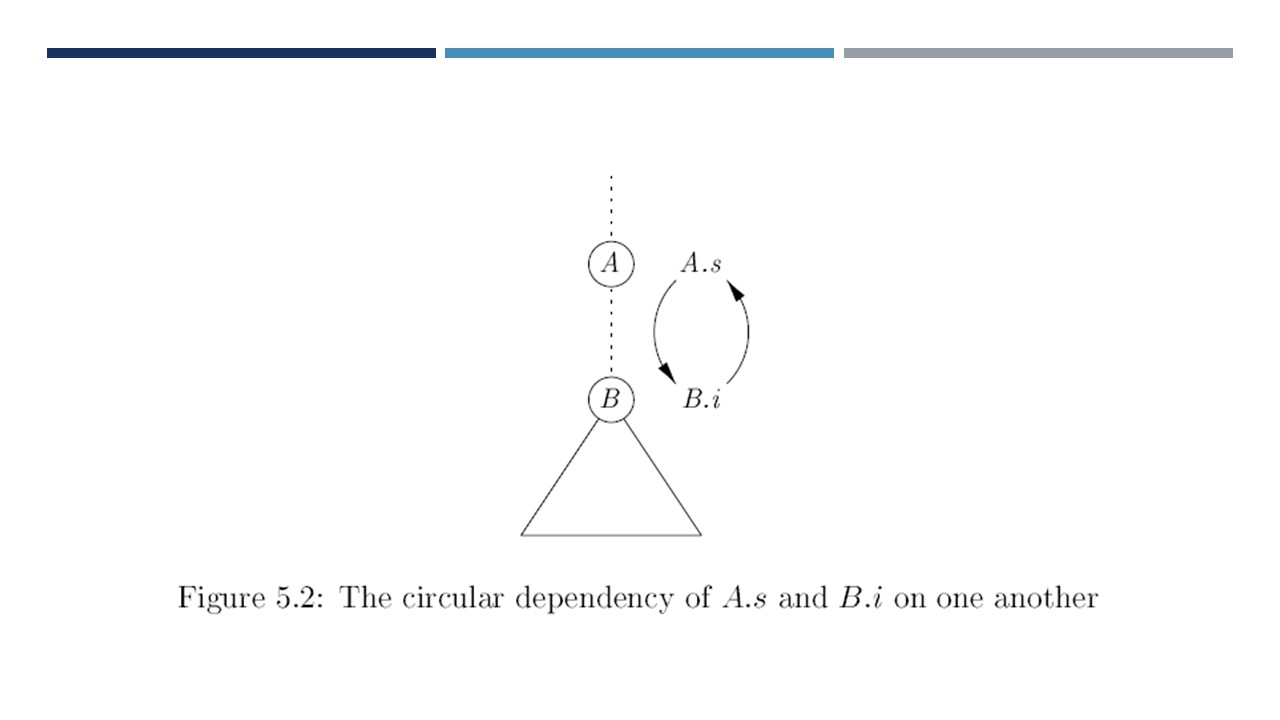 A
A.s
B
B.i
Figure 5.2: The circular dependency of A.s and B.i on one another